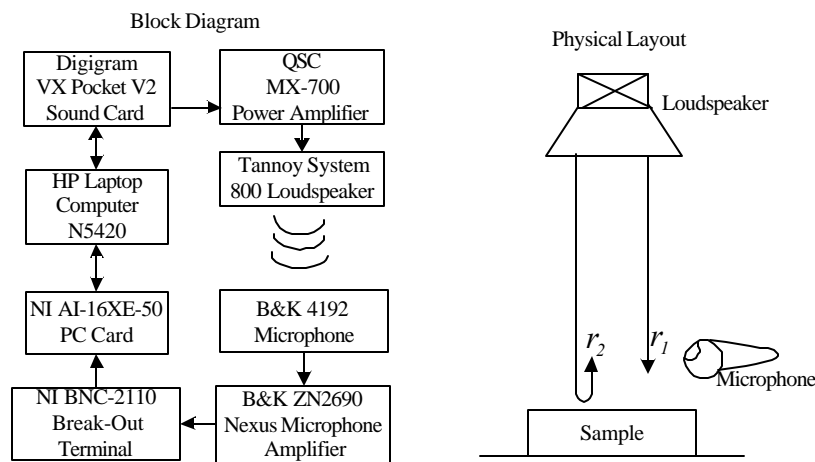 Block Diagram
Digigram
VX Pocket V2
Sound Card
QSC
MX-700
Power Amplifier
HP Laptop
Computer
N5420
Tannoy System
800 Loudspeaker
NI AI-16XE-50
PC Card
B&K 4192
Microphone
NI BNC-2110
Break-Out
Terminal
B&K ZN2690
Nexus Microphone
Amplifier
Physical Layout
Loudspeaker
r2
r1
Microphone
Sample